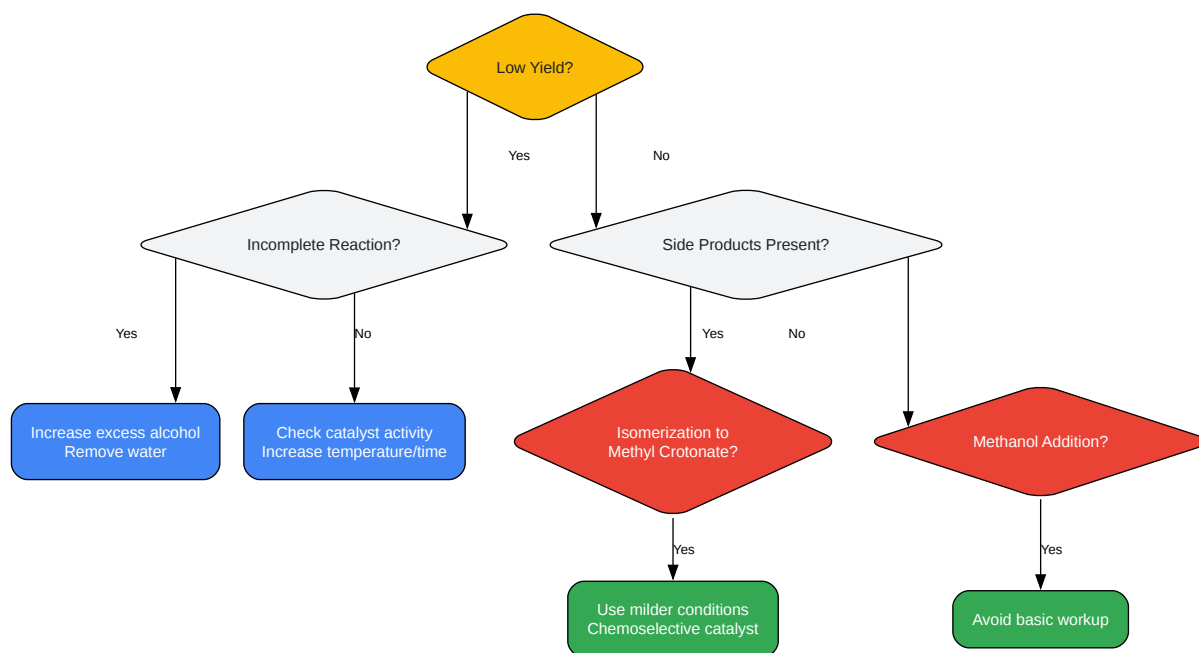 Low Yield?
Yes
No
Incomplete Reaction?
Side Products Present?
Yes
No
Yes
No
Increase excess alcohol
Remove water
Check catalyst activity
Increase temperature/time
Isomerization to
Methyl Crotonate?
Methanol Addition?
Yes
Yes
Use milder conditions
Chemoselective catalyst
Avoid basic workup